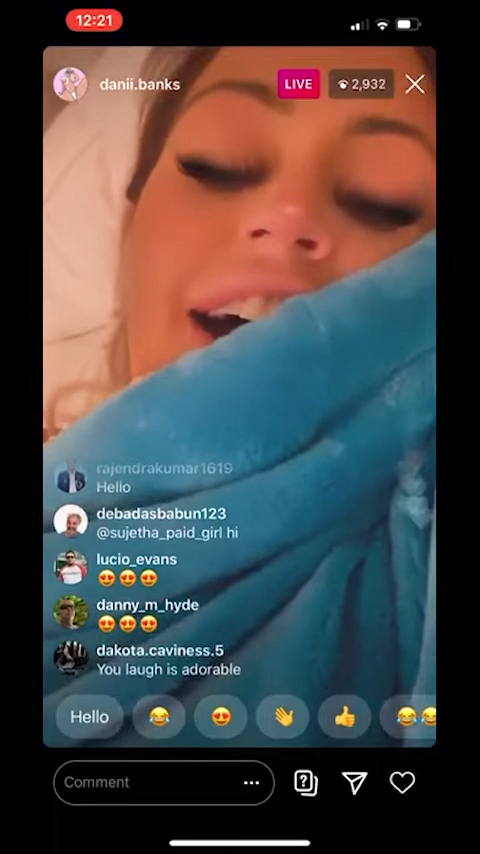 12:21
danii.banks
LIVE
2,932
rajendrakumar1619
Hello
debadasbabun123
@sujetha_paid_girl hi
lucio_evans
😍😍😍
danny_m_hyde
😍😍😍
dakota.caviness.5
You laugh is adorable
Hello 😂 😍 👋 👍 😂😂
Comment